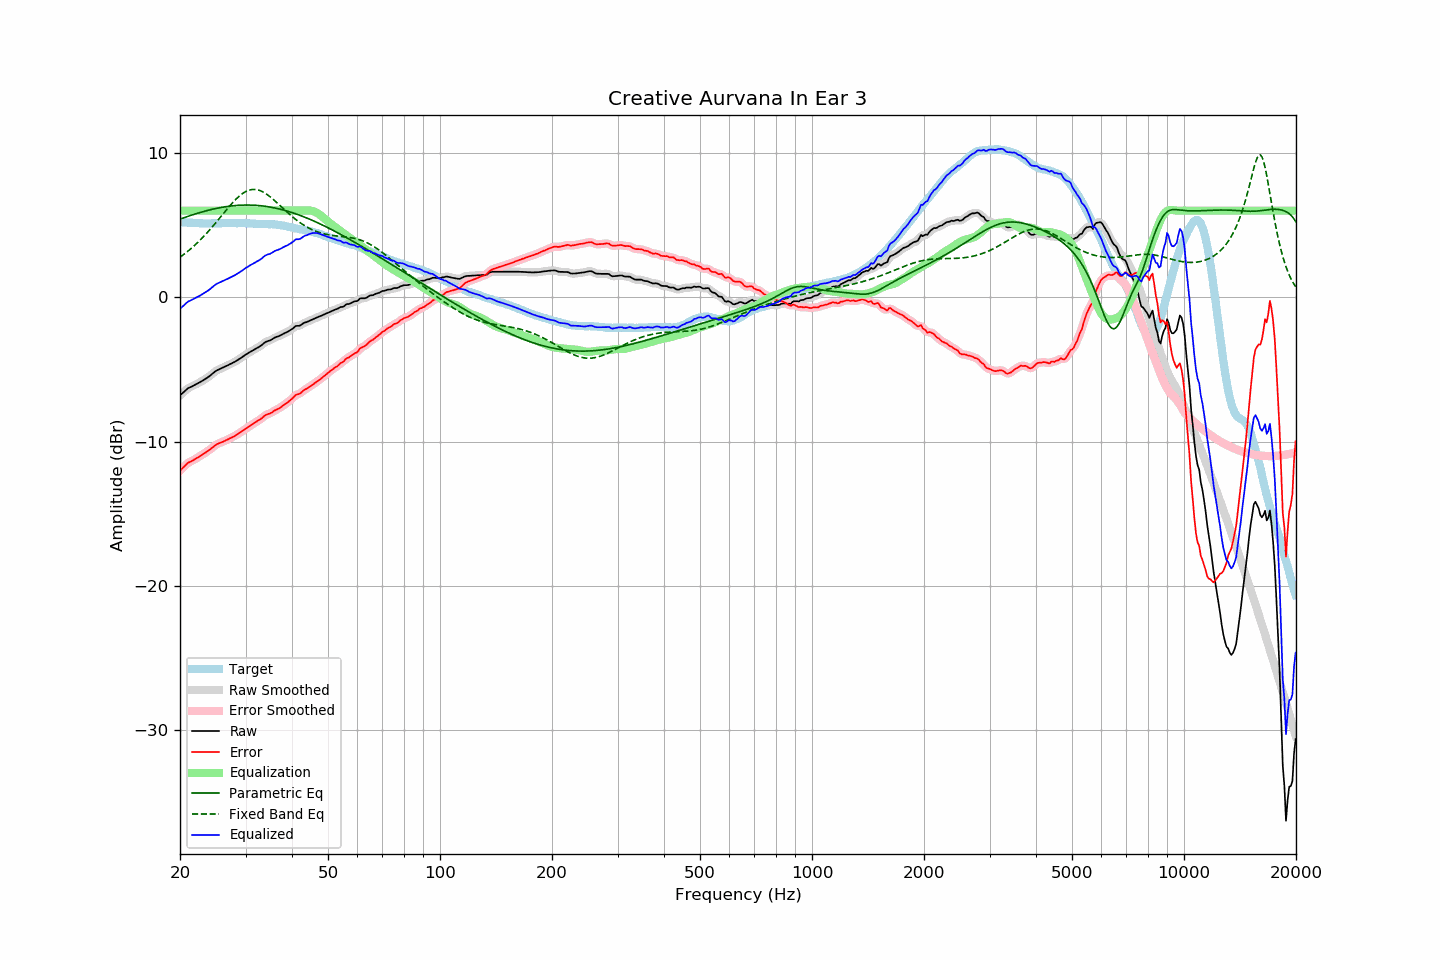 Creative Aurvana In Ear 3
Amplitude (dBr)
10
0
−10
−20
−30
Target
Raw Smoothed
Error Smoothed
Raw
Error
Equalization
Parametric Eq
Fixed Band Eq
Equalized
20 50 100 200 500 1000 2000 5000 10000 20000
Frequency (Hz)